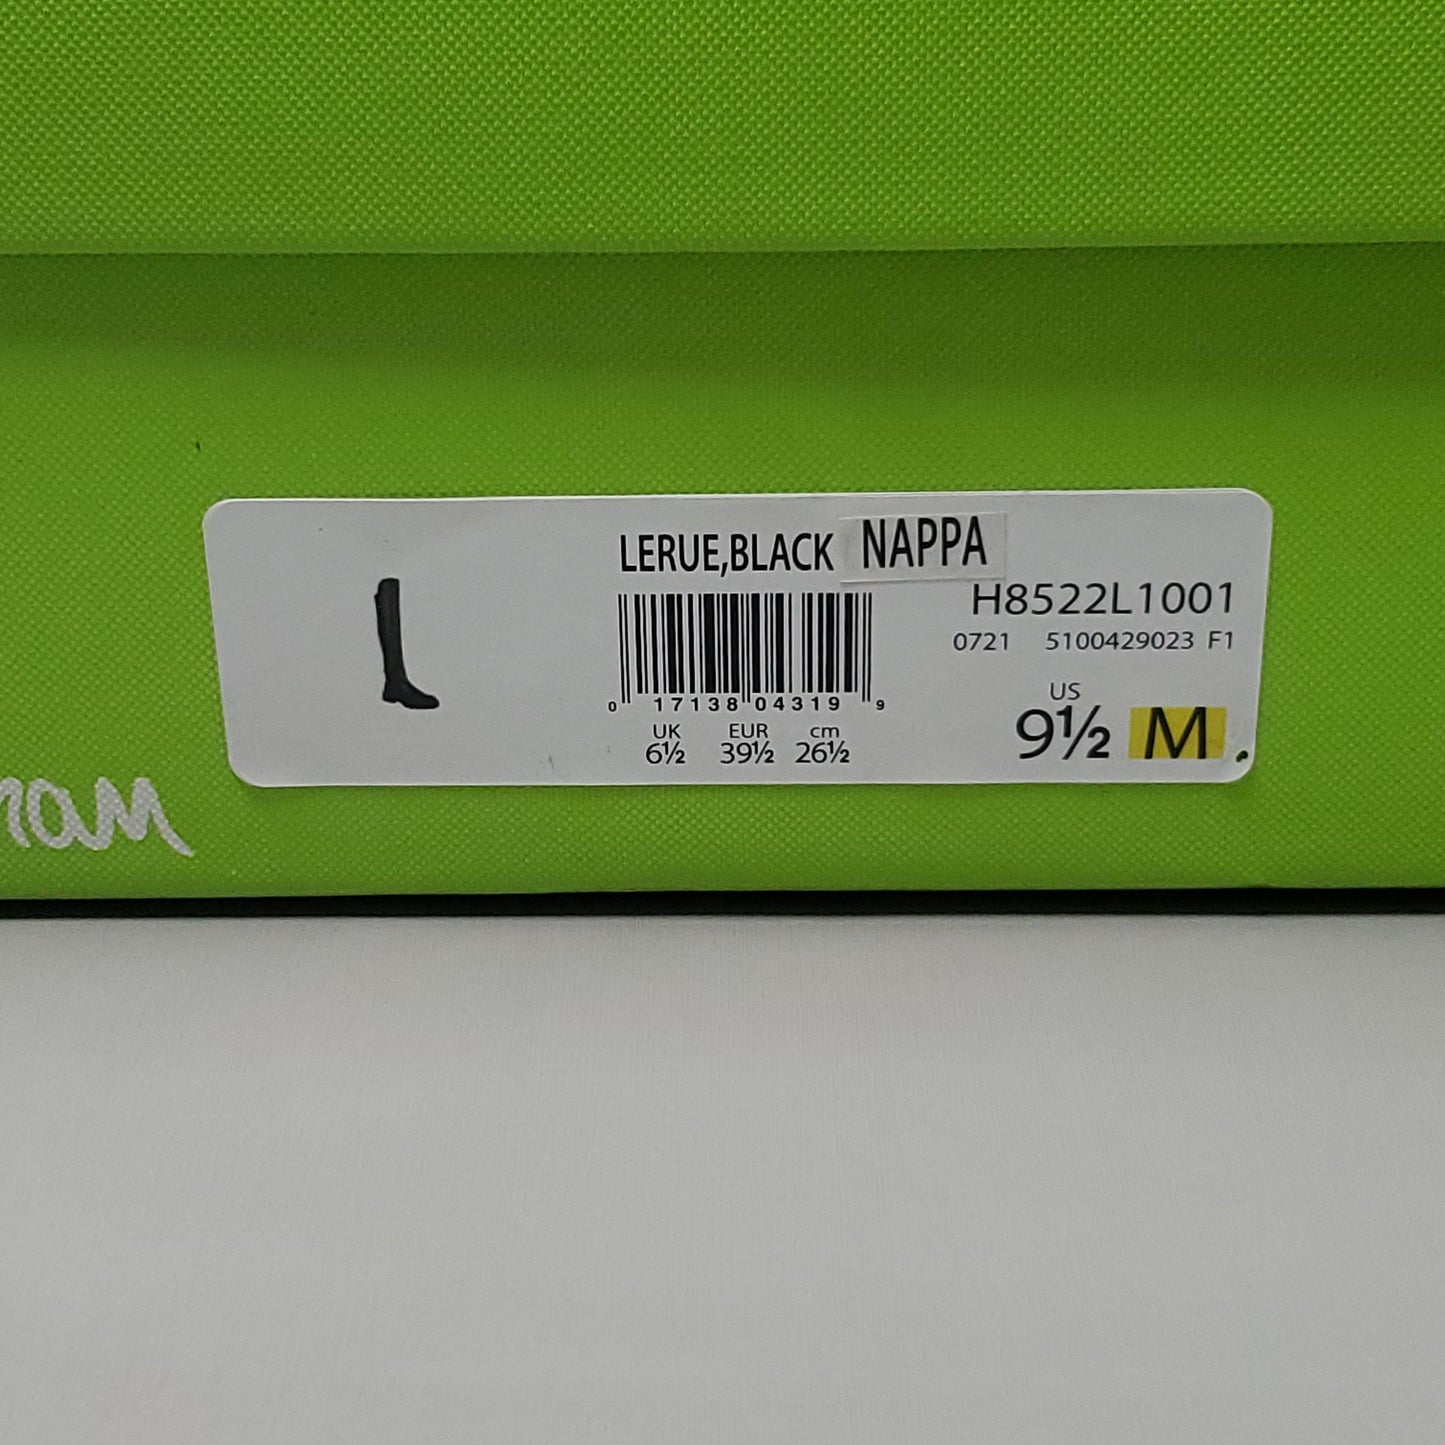 LERUE,BLACK NAPPA
H8522L1001
0721 5100429023 F1
0 17138 04319 9
UK EUR cm
6½ 39½ 26½
US
9½ M